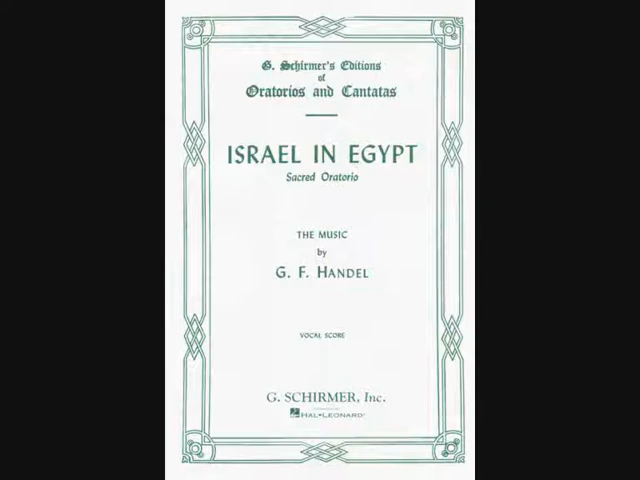 G. Schirmer's Editions
of
Oratorios and Cantatas
ISRAEL IN EGYPT
Sacred Oratorio
THE MUSIC
by
G. F. HANDEL
VOCAL SCORE
G. SCHIRMER, Inc.
HAL•LEONARD